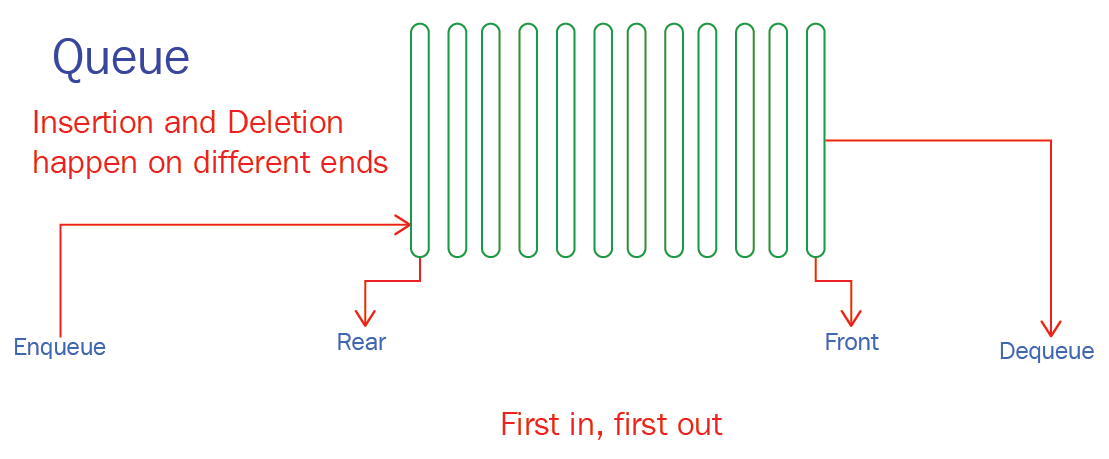 Queue
Insertion and Deletion
happen on different ends
Enqueue
Rear
Front
Dequeue
First in, first out